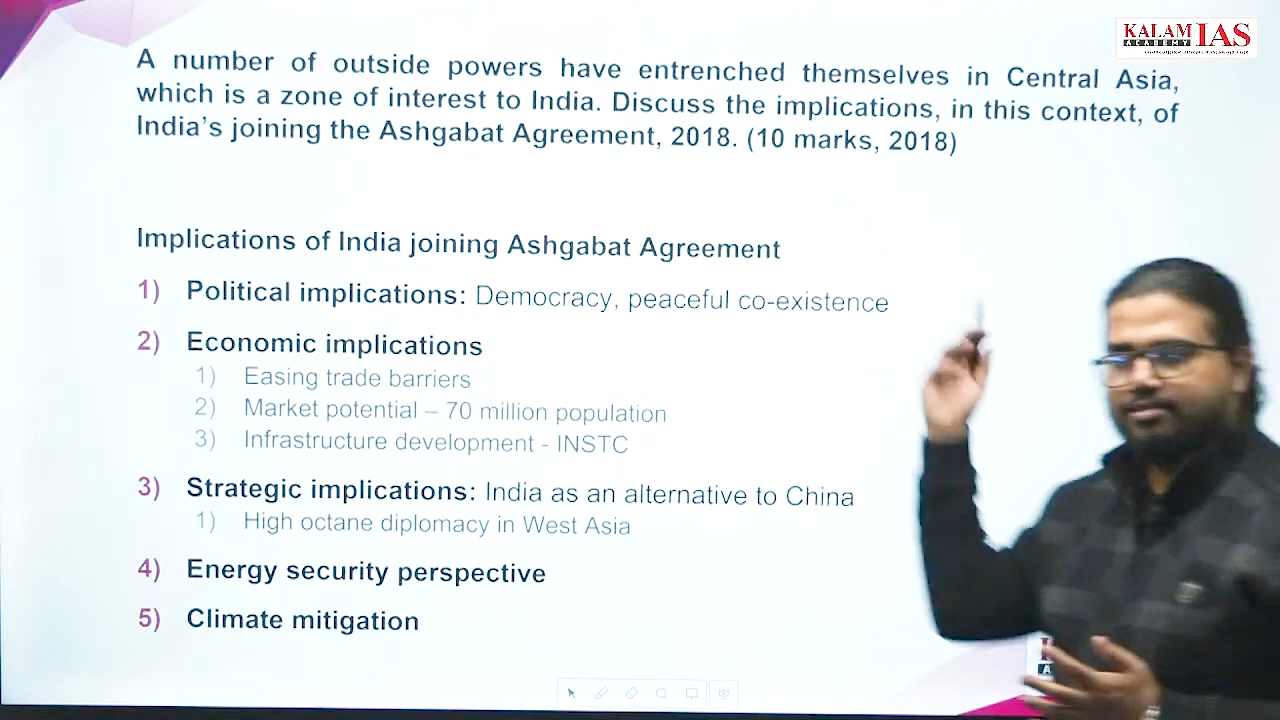 KALAM IAS
ACADEMY
A number of outside powers have entrenched themselves in Central Asia,
which is a zone of interest to India. Discuss the implications, in this context, of
India's joining the Ashgabat Agreement, 2018. (10 marks, 2018)
Implications of India joining Ashgabat Agreement
1) Political implications: Democracy, peaceful co-existence
2) Economic implications
1) Easing trade barriers
2) Market potential – 70 million population
3) Infrastructure development - INSTC
3) Strategic implications: India as an alternative to China
1) High octane diplomacy in West Asia
4) Energy security perspective
5) Climate mitigation